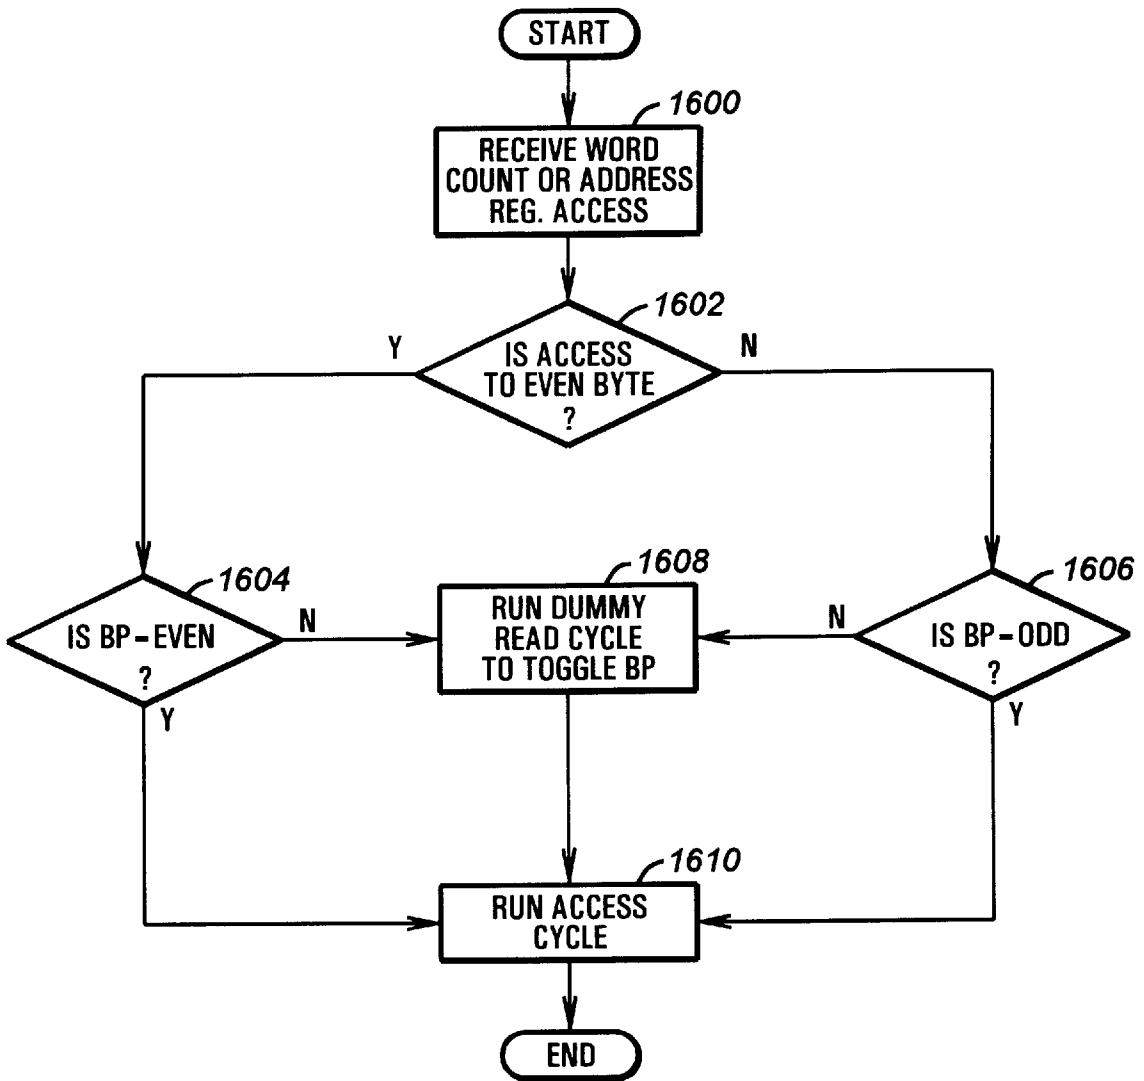 START
1600
RECEIVE WORD
COUNT OR ADDRESS
REG. ACCESS
1602
Y
N
IS ACCESS
TO EVEN BYTE
?
1604
IS BP=EVEN
?
N
Y
1608
RUN DUMMY
READ CYCLE
TO TOGGLE BP
1606
N
IS BP=ODD
?
Y
1610
RUN ACCESS
CYCLE
END